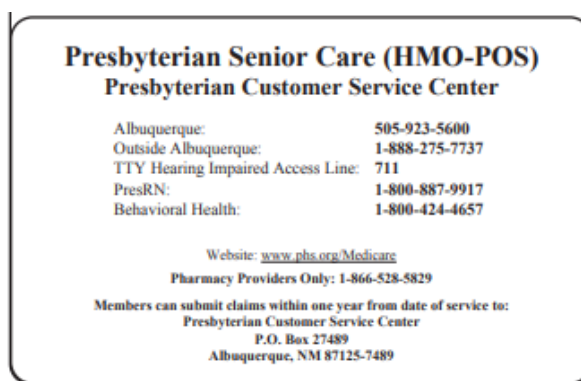 Presbyterian Senior Care (HMO-POS)
Presbyterian Customer Service Center
Albuquerque: 505-923-5600
Outside Albuquerque: 1-888-275-7737
TTY Hearing Impaired Access Line: 711
PresRN: 1-800-887-9917
Behavioral Health: 1-800-424-4657
Website: www.phs.org/Medicare
Pharmacy Providers Only: 1-866-528-5829
Members can submit claims within one year from date of service to:
Presbyterian Customer Service Center
P.O. Box 27489
Albuquerque, NM 87125-7489